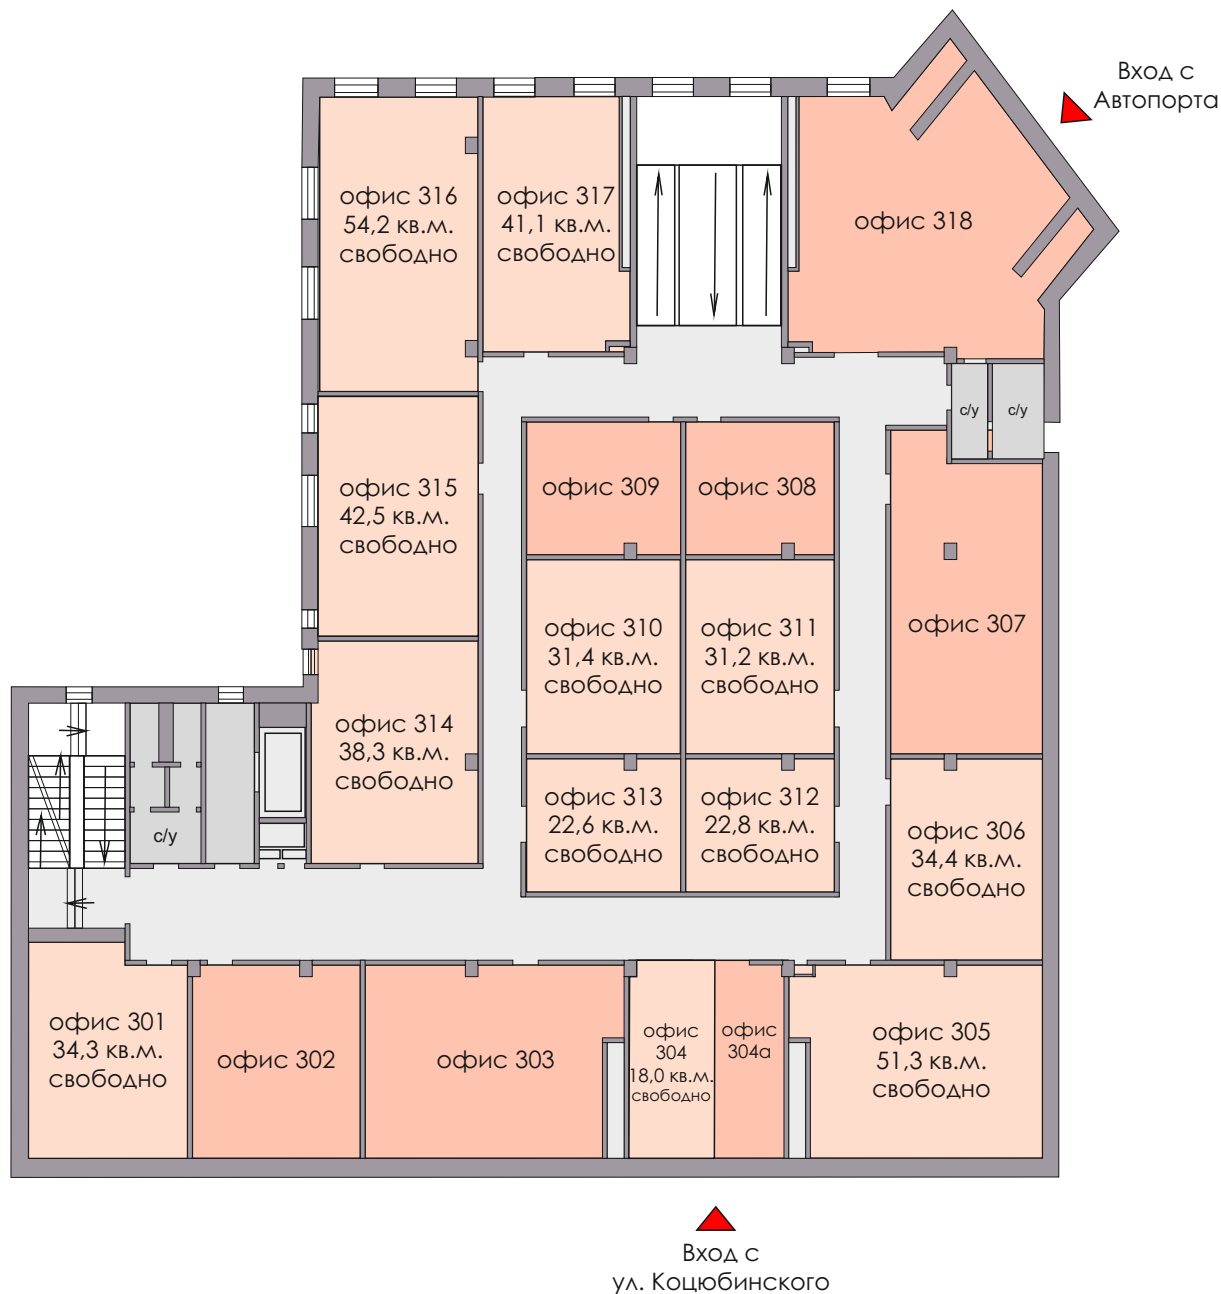 Вход с
Автопорта
офис 316
54,2 кв.м.
свободно
офис 317
41,1 кв.м.
свободно
офис 318
с/у
с/у
офис 315
42,5 кв.м.
свободно
офис 309
офис 308
офис 310
31,4 кв.м.
свободно
офис 311
31,2 кв.м.
свободно
офис 307
офис 314
38,3 кв.м.
свободно
с/у
офис 313
22,6 кв.м.
свободно
офис 312
22,8 кв.м.
свободно
офис 306
34,4 кв.м.
свободно
офис 301
34,3 кв.м.
свободно
офис 302
офис 303
офис
304
18,0 кв.м.
свободно
офис
304а
офис 305
51,3 кв.м.
свободно
Вход с
ул. Коцюбинского